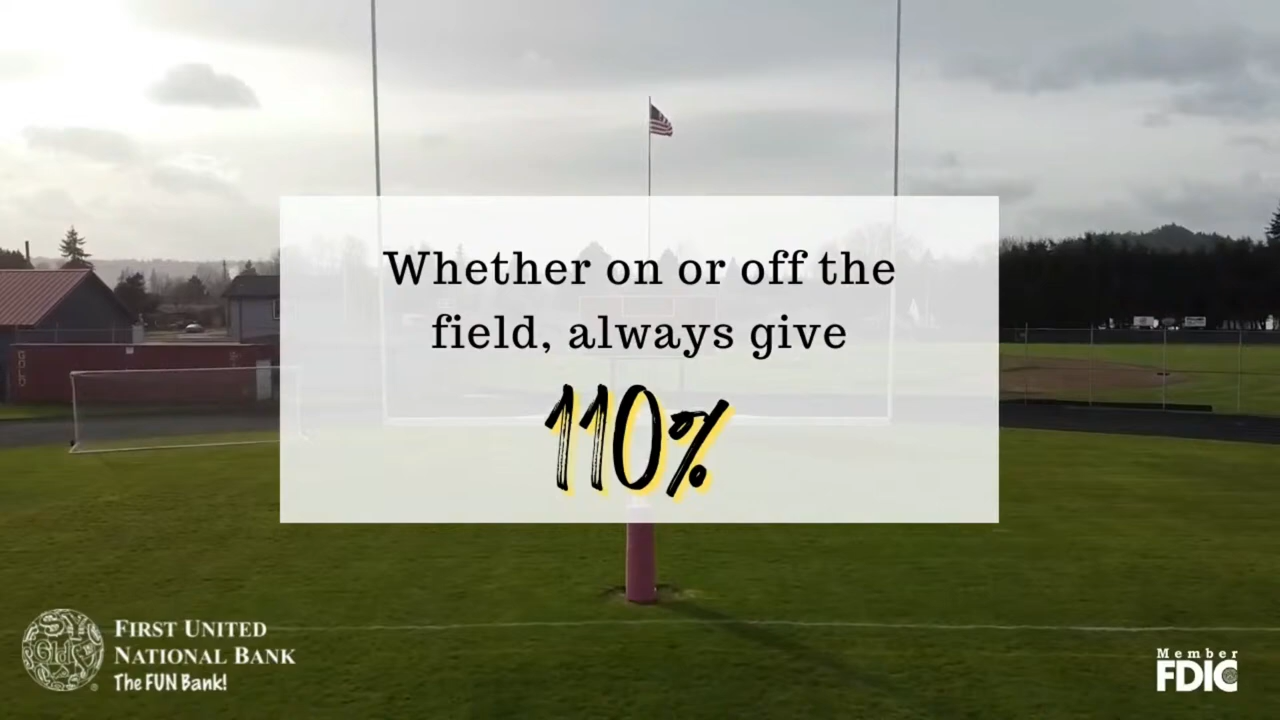 Whether on or off the
field, always give
110%
FIRST UNITED
NATIONAL BANK
The FUN Bank!
Member
FDIC